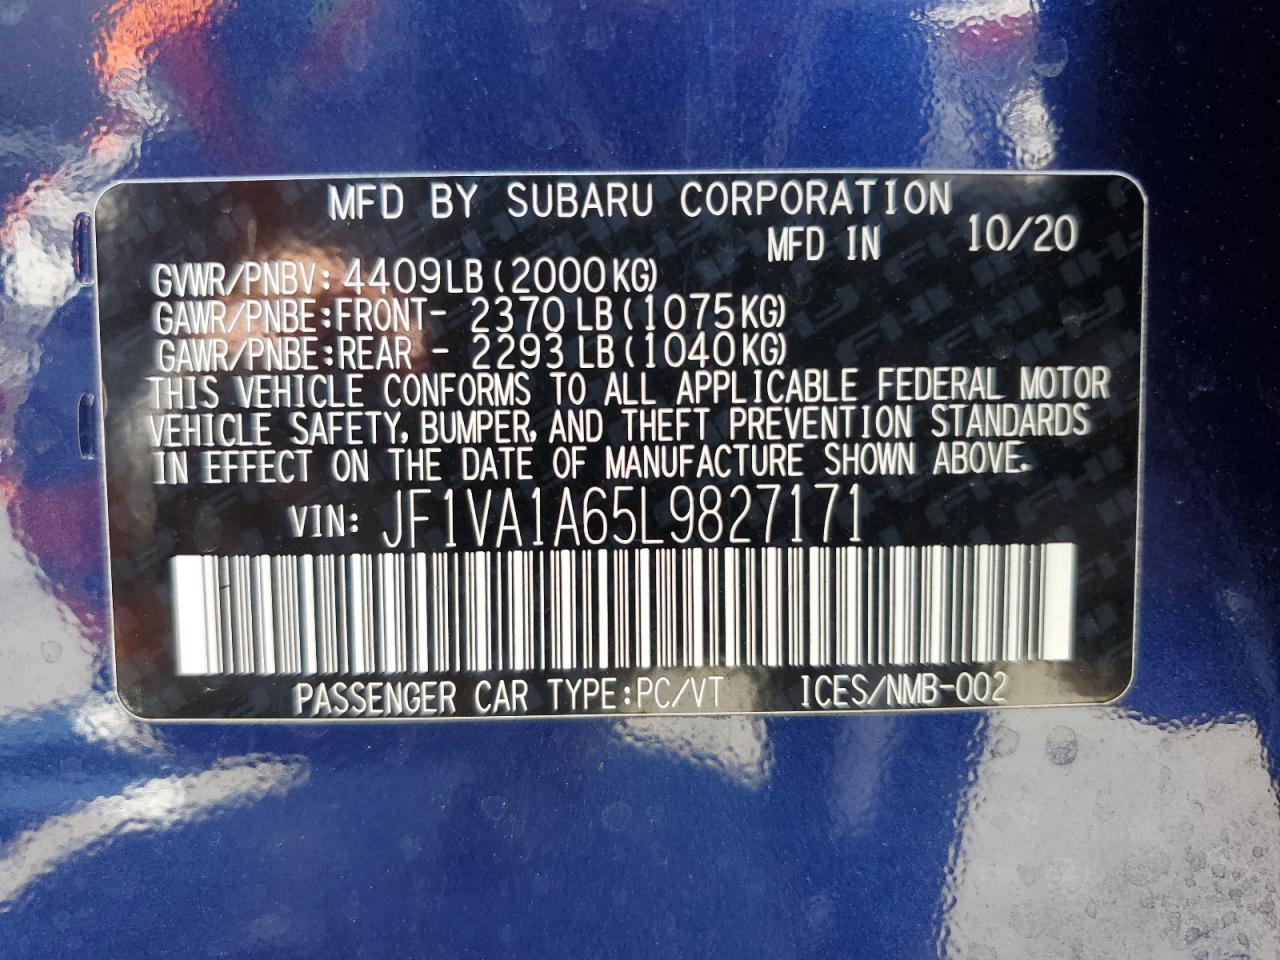 MFD BY SUBARU CORPORATION
MFD IN 10/20
GVWR/PNBV: 4409LB(2000KG)
GAWR/PNBE:FRONT- 2370 LB(1075KG)
GAWR/PNBE:REAR - 2293 LB(1040KG)
THIS VEHICLE CONFORMS TO ALL APPLICABLE FEDERAL MOTOR
VEHICLE SAFETY, BUMPER, AND THEFT PREVENTION STANDARDS
IN EFFECT ON THE DATE OF MANUFACTURE SHOWN ABOVE.
VIN: JF1VA1A65L9827171
PASSENGER CAR TYPE:PC/VT ICES/NMB-002